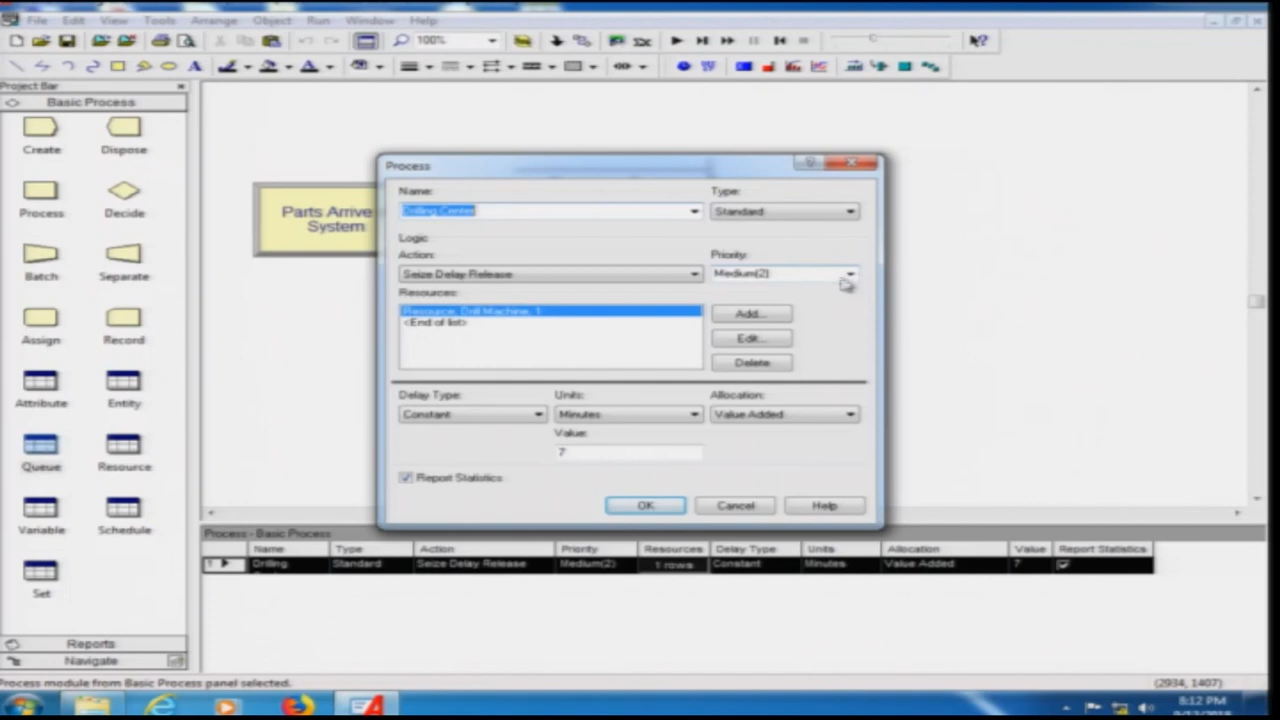 File Edit View Tools Arrange Object Run Window Help
100%
Project Bar
Basic Process
Create Dispose
Process Decide
Batch Separate
Assign Record
Attribute Entity
Queue Resource
Variable Schedule
Set
Reports
Navigate
Parts Arrive
System
Process
Name: Type:
Drilling Center Standard
Logic
Action: Priority:
Seize Delay Release Medium(2)
Resources:
Resource, Drill Machine, 1 Add...
<End of list>
Edit...
Delete
Delay Type: Units: Allocation:
Constant Minutes Value Added
Value:
7
Report Statistics
OK Cancel Help
Process - Basic Process
Name Type Action Priority Resources Delay Type Units Allocation Value Report Statistics
1 Drilling Standard Seize Delay Release Medium(2) 1 rows Constant Minutes Value Added 7
Process module from Basic Process panel selected. (2934, 1407)
8:12 PM